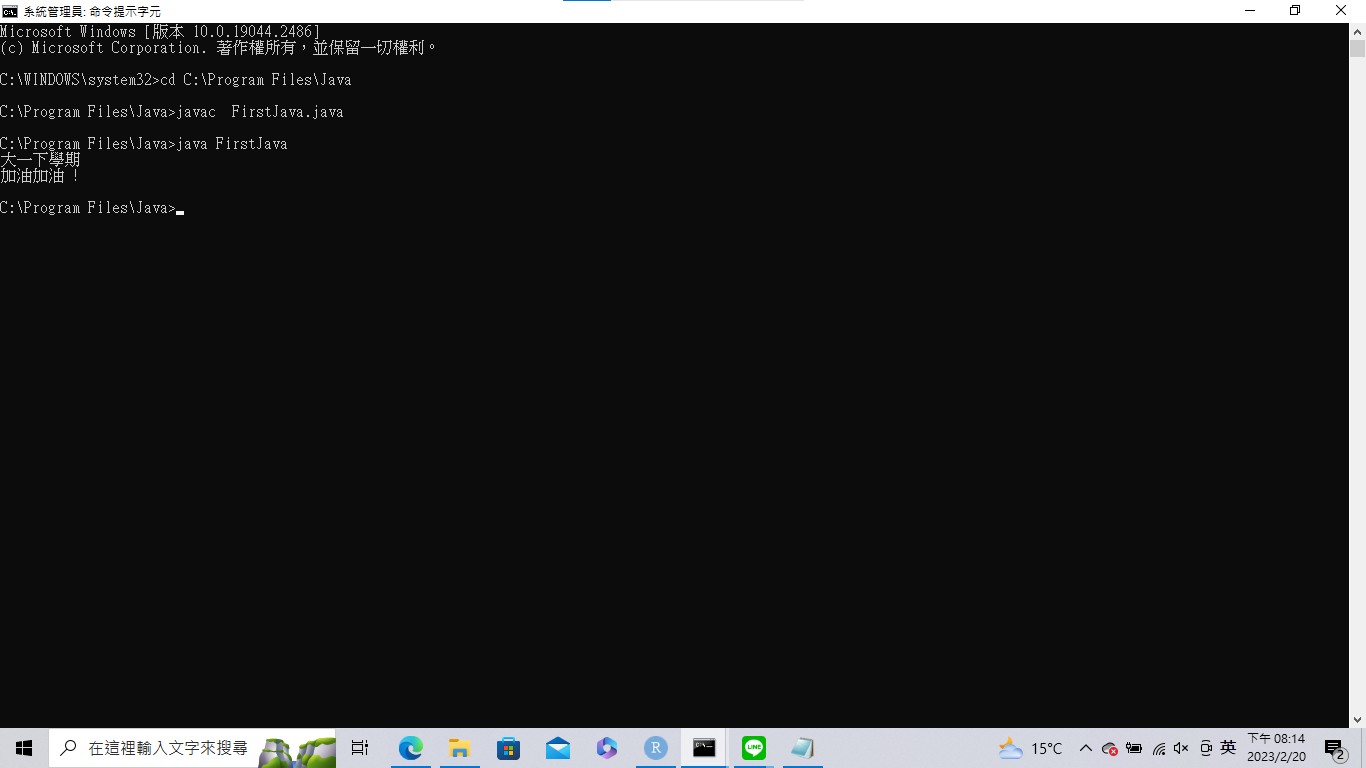 系統管理員: 命令提示字元
Microsoft Windows [版本 10.0.19044.2486]
(c) Microsoft Corporation. 著作權所有，並保留一切權利。
C:\WINDOWS\system32>cd C:\Program Files\Java
C:\Program Files\Java>javac  FirstJava.java
C:\Program Files\Java>java FirstJava
大一下學期
加油加油 !
C:\Program Files\Java>
在這裡輸入文字來搜尋
R
LINE
15°C
英
下午 08:14
2023/2/20
2